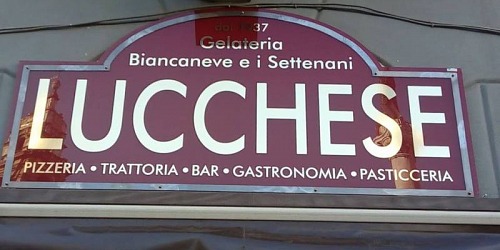 Gelateria
Biancaneve e i Settenani
LUCCHESE
PIZZERIA • TRATTORIA • BAR • GASTRONOMIA • PASTICCERIA